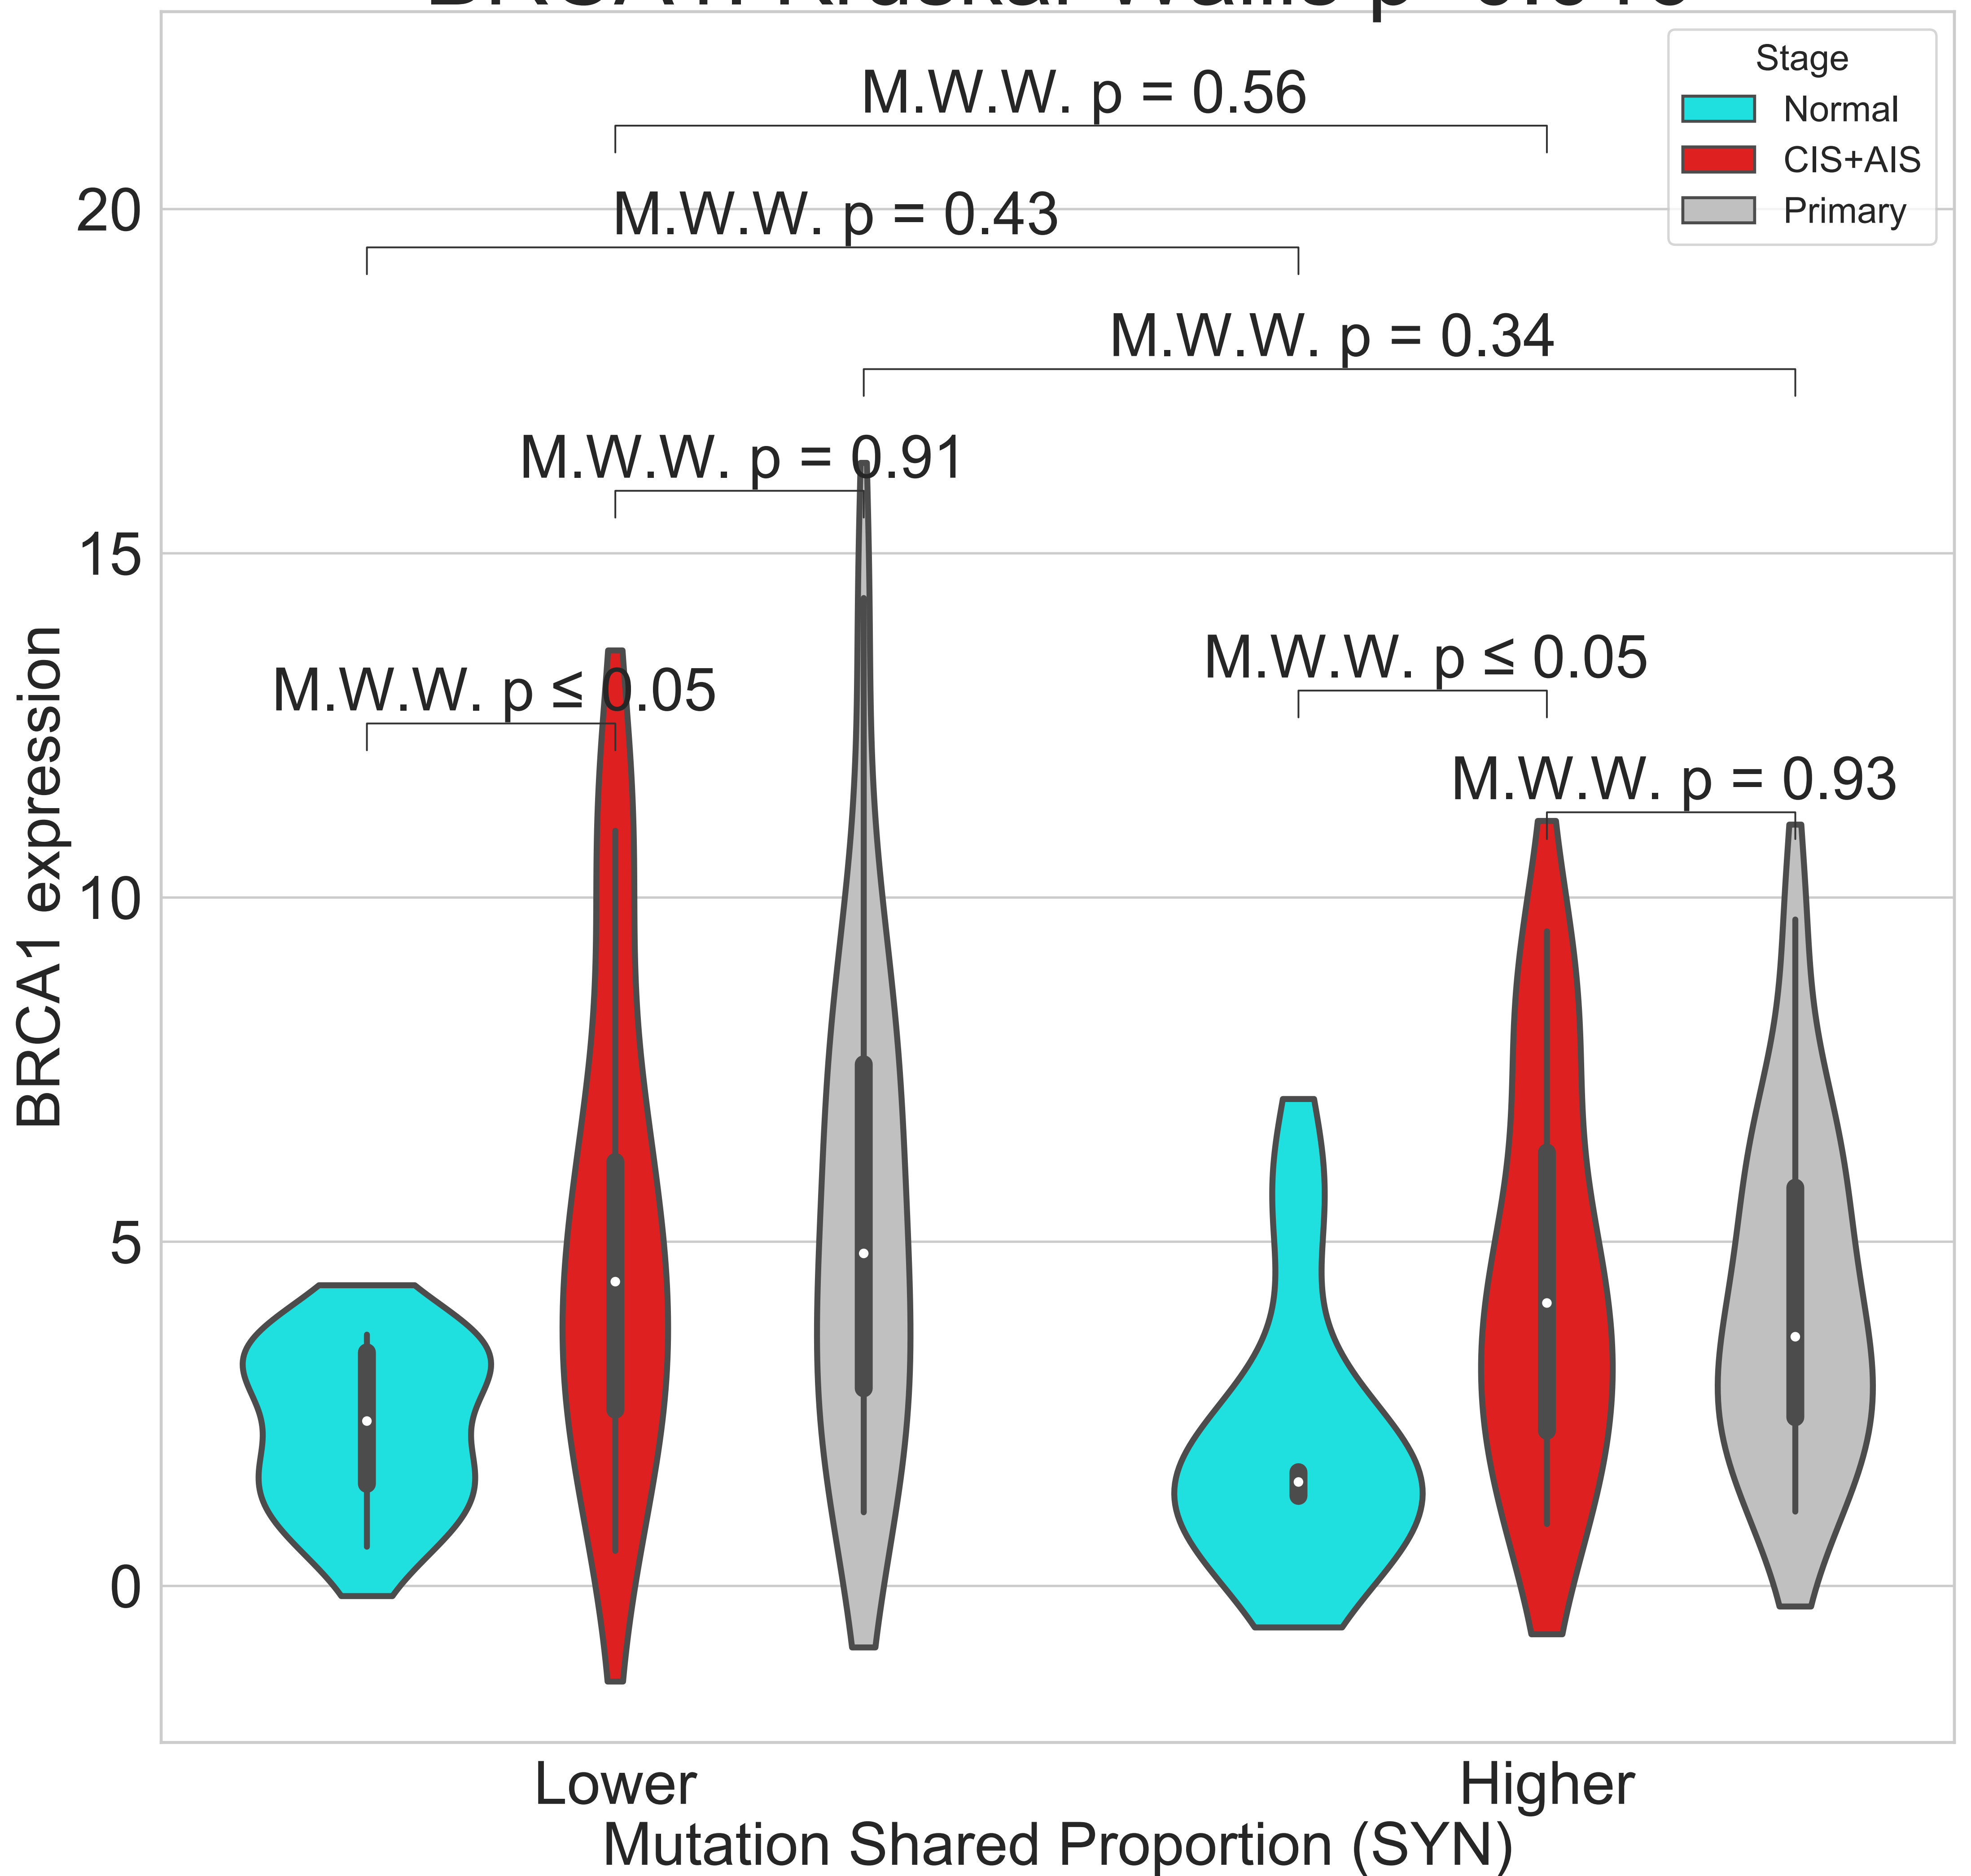 Stage
Normal
CIS+AIS
Primary
M.W.W. p = 0.56
M.W.W. p = 0.43
M.W.W. p = 0.34
M.W.W. p = 0.91
M.W.W. p ≤ 0.05
M.W.W. p ≤ 0.05
M.W.W. p = 0.93
BRCA1 expression
20
15
10
5
0
Lower
Higher
Mutation Shared Proportion (SYN)